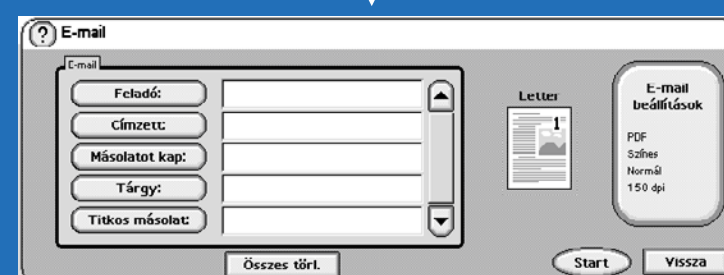 ? E-mail
E-mail
Feladó:
Címzett:
Másolatot kap:
Tárgy:
Titkos másolat:
Összes törl.
Letter
1
E-mail
beállítások
PDF
Színes
Normál
150 dpi
Start
Vissza